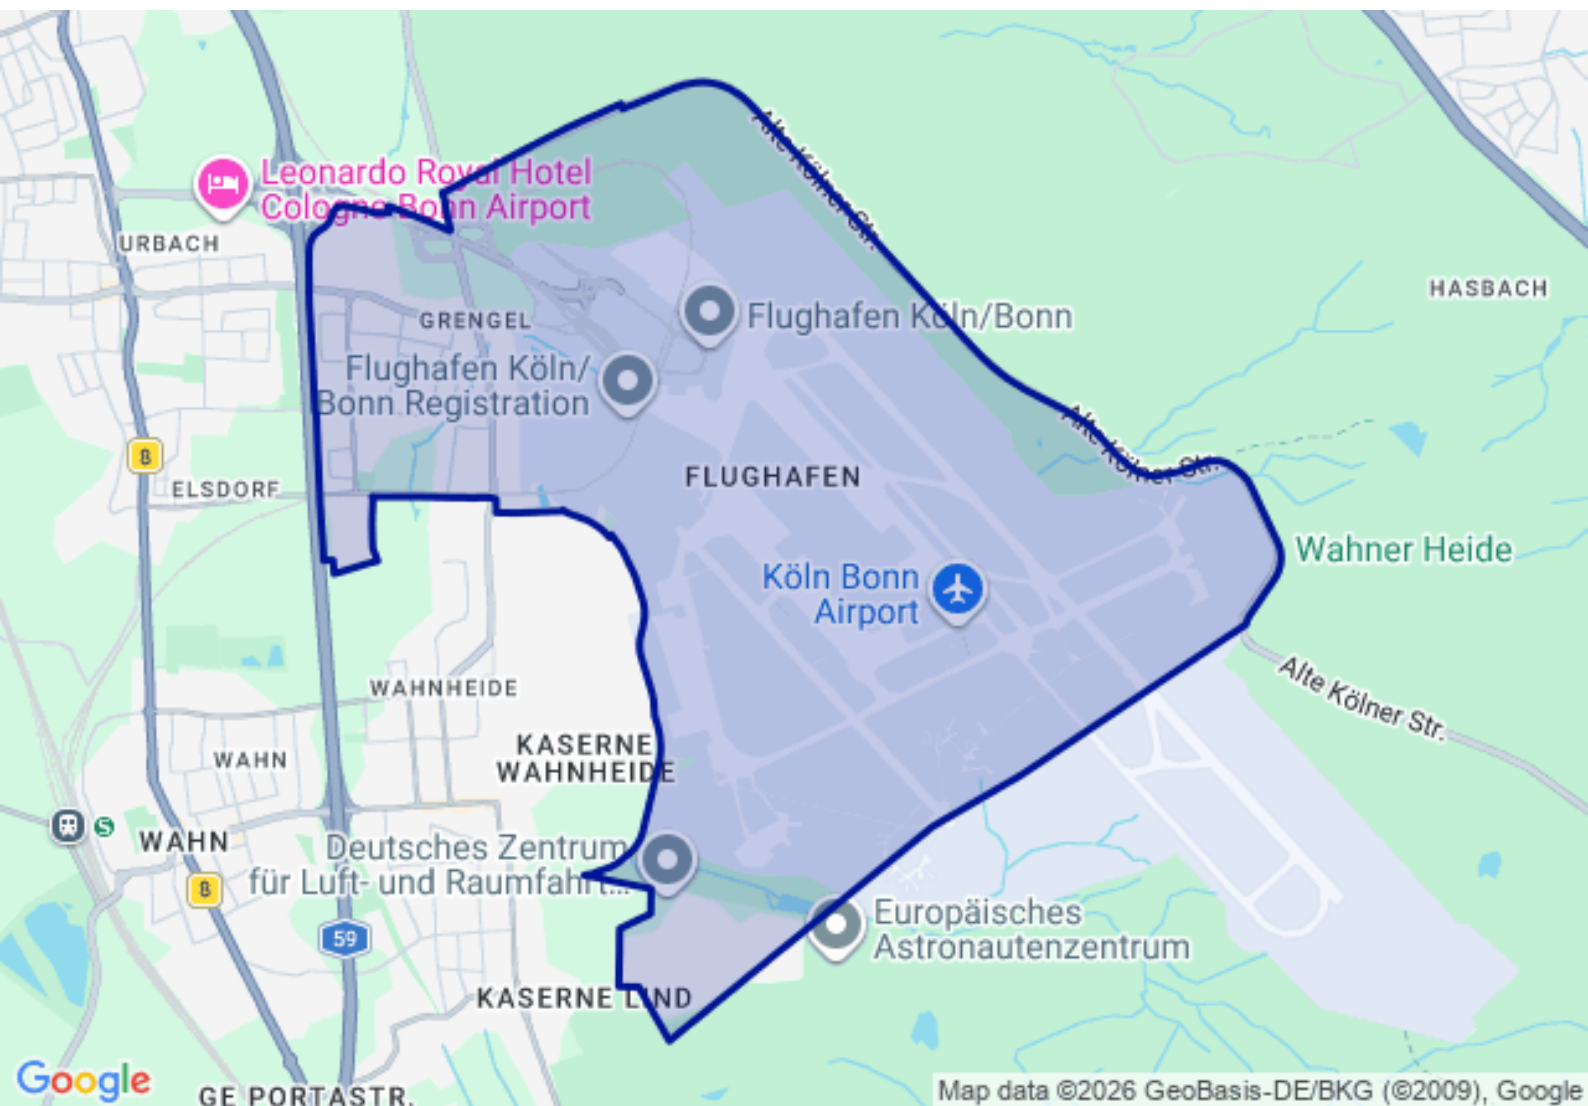 Alte Kölner Str.
Leonardo Royal Hotel
Cologne Bonn Airport
URBACH
HASBACH
GRENGEL
Flughafen Köln/Bonn
Flughafen Köln/
Bonn Registration
Alte Kölner Str.
8
ELSDORF
FLUGHAFEN
Wahner Heide
Köln Bonn
Airport
Alte Kölner Str.
WAHNHEIDE
KASERNE
WAHNHEIDE
WAHN
S
WAHN
Deutsches Zentrum
für Luft- und Raumfahrt...
8
59
Europäisches
Astronautenzentrum
KASERNE LIND
Google
GE PORTASTR.
Map data ©2026 GeoBasis-DE/BKG (©2009), Google